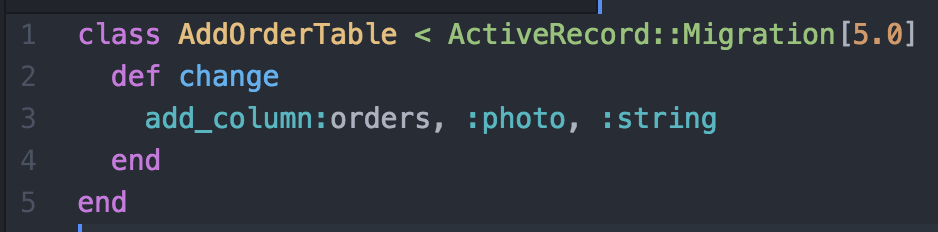 1 class AddOrderTable < ActiveRecord::Migration[5.0]
2   def change
3     add_column:orders, :photo, :string
4   end
5 end